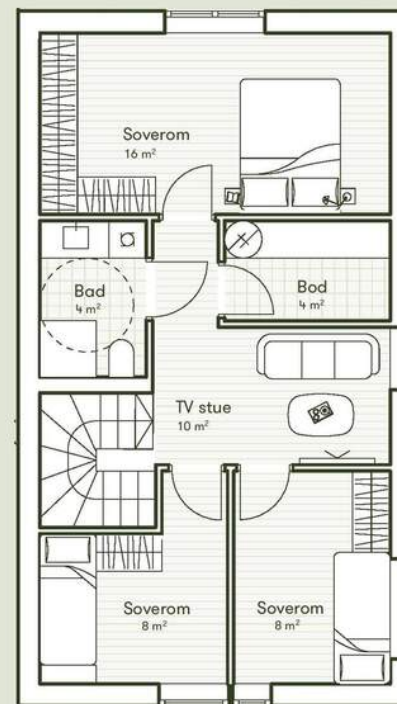 Soverom
16 m²
Bad
4 m²
Bod
4 m²
TV stue
10 m²
Soverom
8 m²
Soverom
8 m²